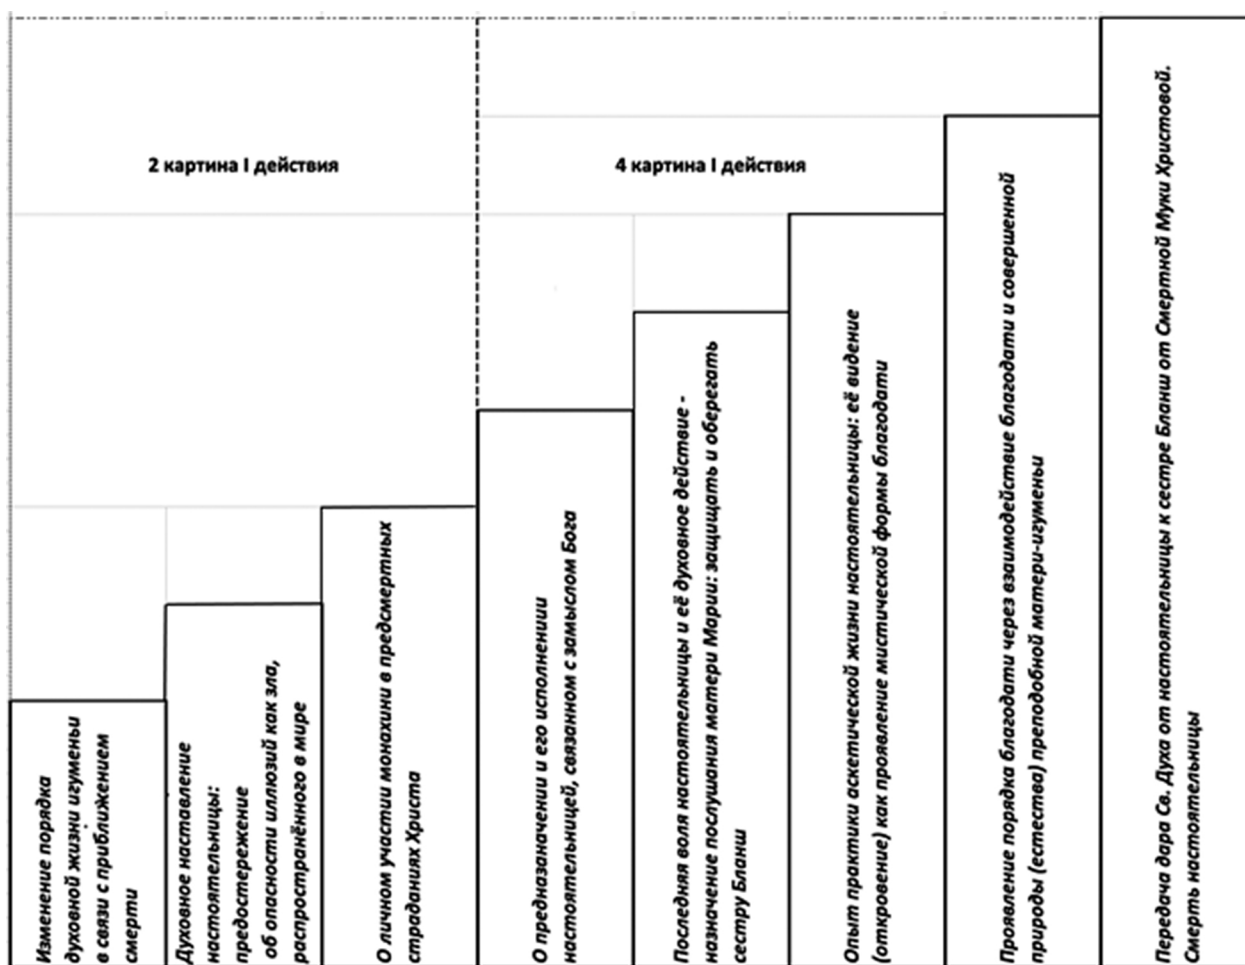 2 картина I действия
4 картина I действия
Изменение порядка
духовной жизни игуменьи
в связи с приближением
смерти
Духовное наставление
настоятельницы:
предостережение
об опасности иллюзий как зла,
распространённого в мире
О личном участии монахини в предсмертных
страданиях Христа
О предназаначении и его исполнениии
настоятельницей, связанном с замыслом Бога
Последняя воля настоятельницы и её духовное действие -
назначение послушания матери Марии: защищать и оберегать
сестру Бланш
Опыт практики аскетической жизни настоятельницы: её видение
(откровение) как проявление мистической формы благодати
Проявление порядка благодати через взаимодействие благодати и совершенной
природы (естества) преподобной матери-игуменьи
Передача дара Св. Духа от настоятельницы к сестре Бланш от Смертной Муки Христовой.
Смерть настоятельницы